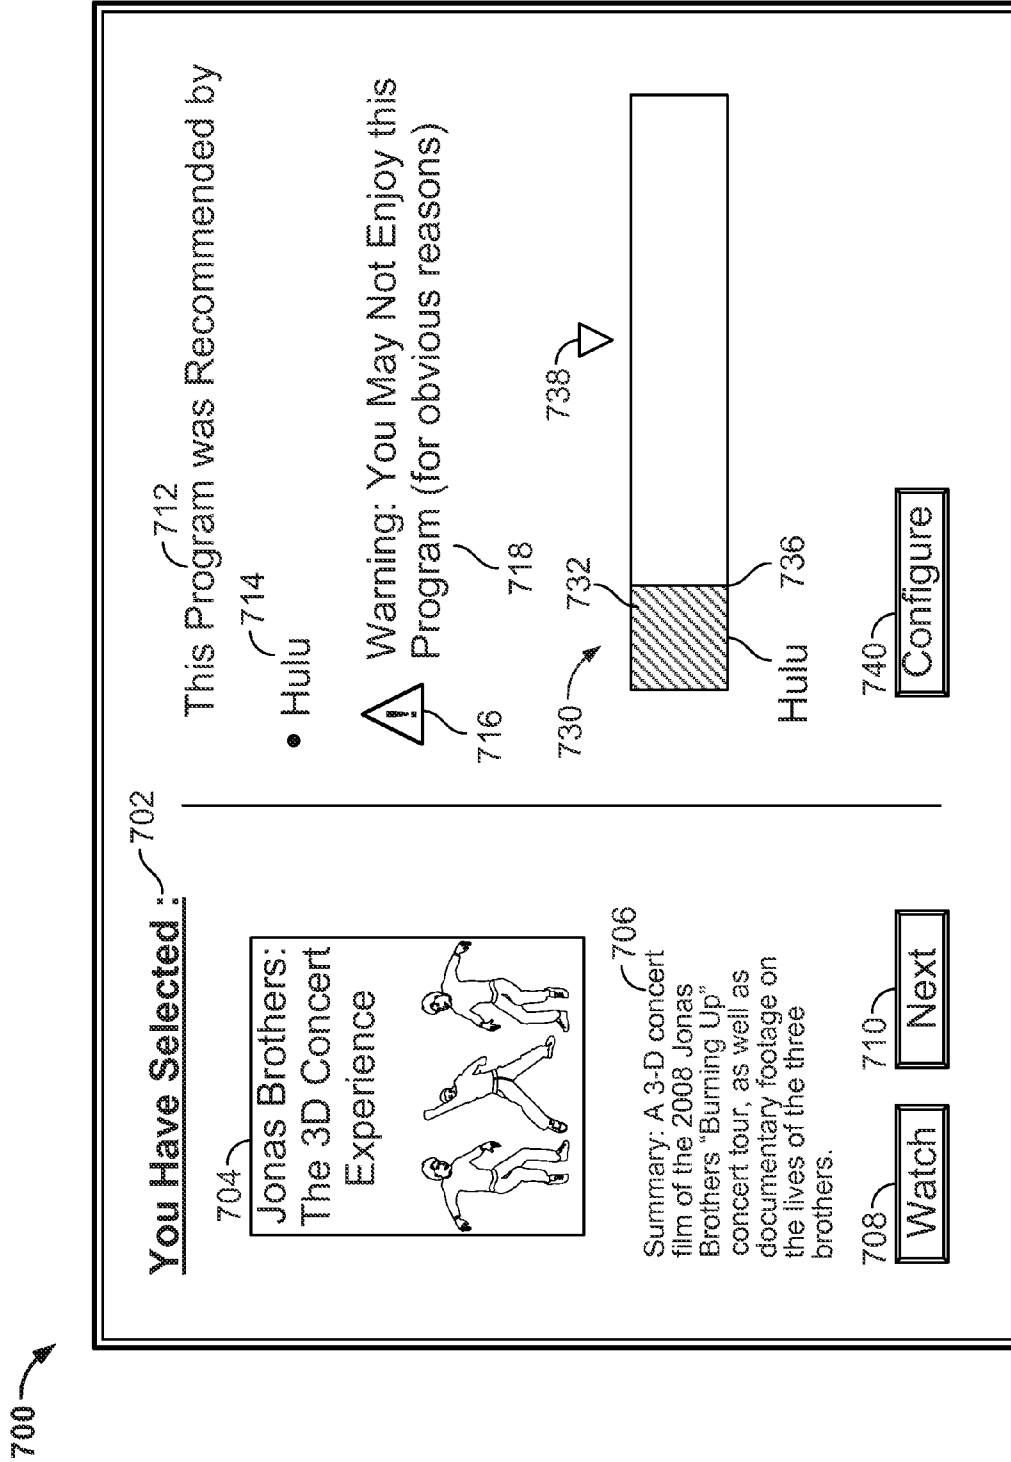 700
You Have Selected :
702
704
Jonas Brothers:
The 3D Concert
Experience
706
Summary: A 3-D concert
film of the 2008 Jonas
Brothers “Burning Up”
concert tour, as well as
documentary footage on
the lives of the three
brothers.
708
Watch
710
Next
712
This Program was Recommended by
714
• Hulu
!
716
Warning: You May Not Enjoy this
Program (for obvious reasons)
718
738
730
732
736
Hulu
740
Configure